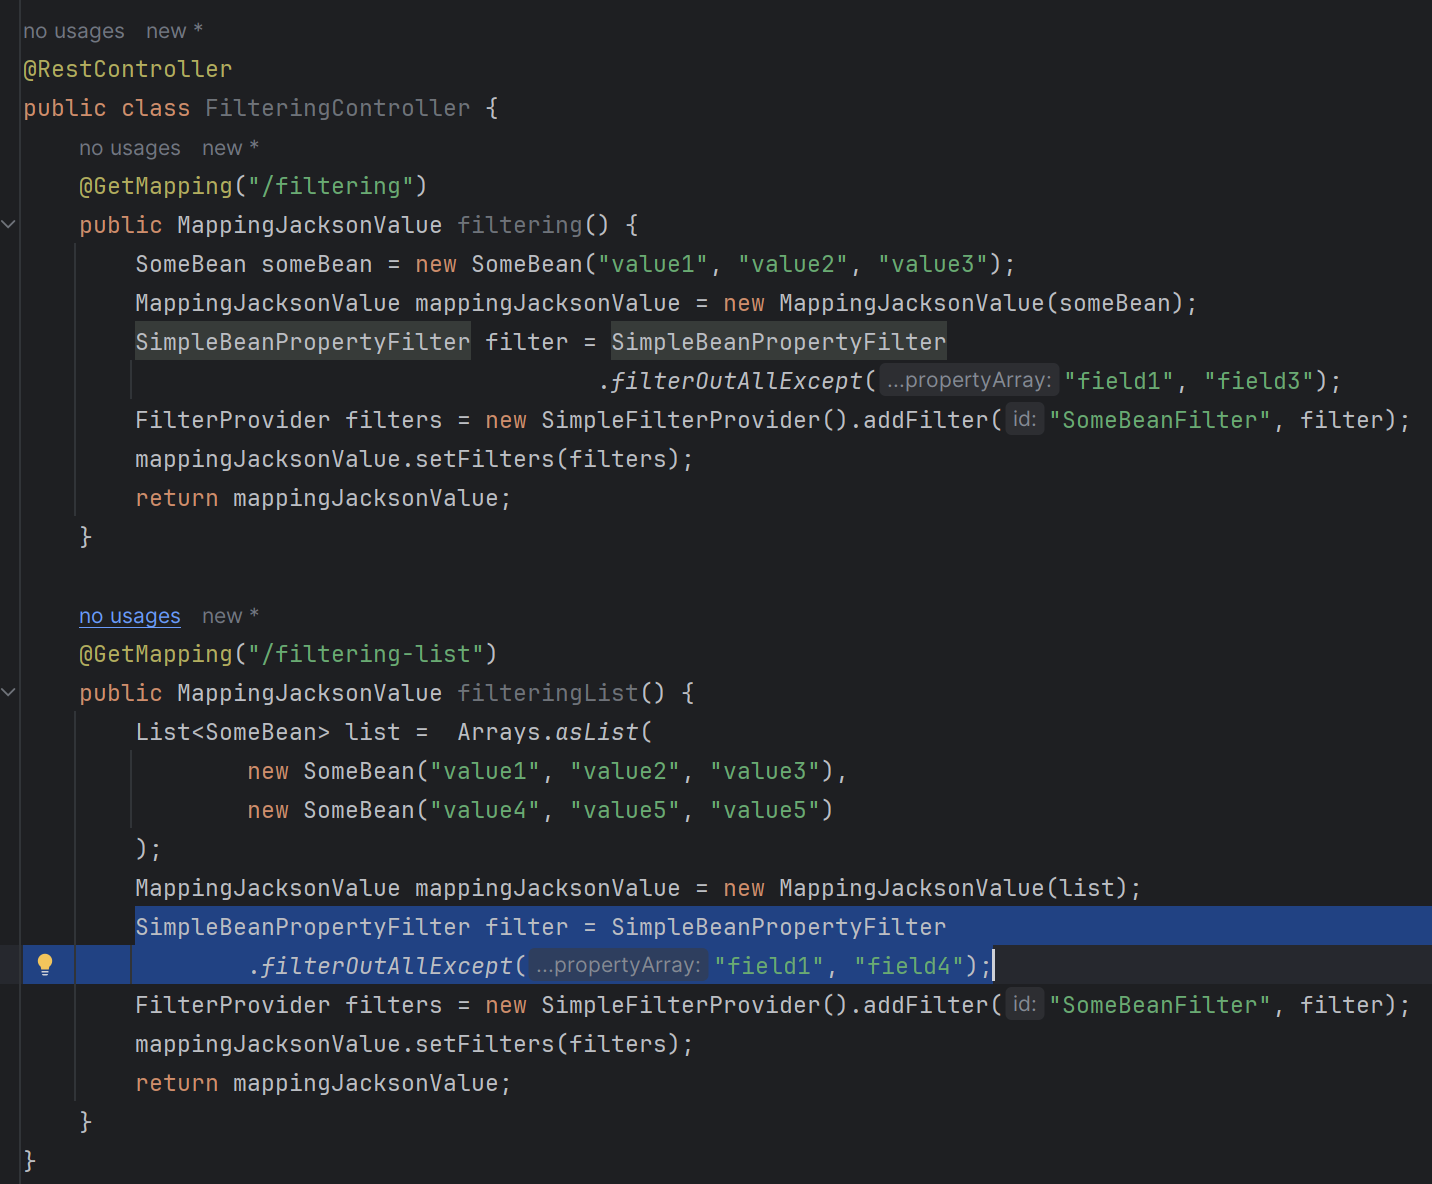 no usages new *
@RestController
public class FilteringController {
no usages new *
@GetMapping("/filtering")
public MappingJacksonValue filtering() {
SomeBean someBean = new SomeBean("value1", "value2", "value3");
MappingJacksonValue mappingJacksonValue = new MappingJacksonValue(someBean);
SimpleBeanPropertyFilter filter = SimpleBeanPropertyFilter
.filterOutAllExcept( ...propertyArray: "field1", "field3");
FilterProvider filters = new SimpleFilterProvider().addFilter( id: "SomeBeanFilter", filter);
mappingJacksonValue.setFilters(filters);
return mappingJacksonValue;
}
no usages new *
@GetMapping("/filtering-list")
public MappingJacksonValue filteringList() {
List<SomeBean> list =  Arrays.asList(
new SomeBean("value1", "value2", "value3"),
new SomeBean("value4", "value5", "value5")
);
MappingJacksonValue mappingJacksonValue = new MappingJacksonValue(list);
SimpleBeanPropertyFilter filter = SimpleBeanPropertyFilter
.filterOutAllExcept( ...propertyArray: "field1", "field4");
FilterProvider filters = new SimpleFilterProvider().addFilter( id: "SomeBeanFilter", filter);
mappingJacksonValue.setFilters(filters);
return mappingJacksonValue;
}
}